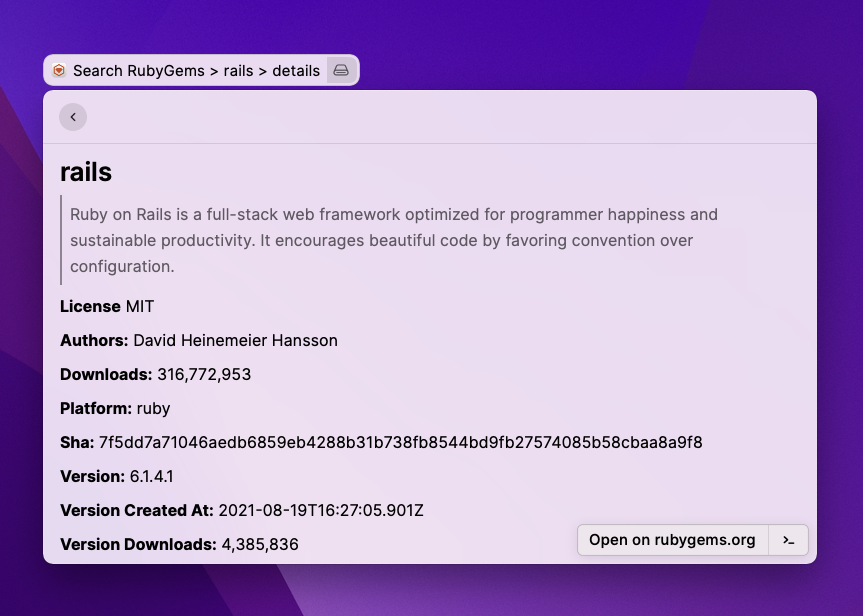 Search RubyGems > rails > details
rails
Ruby on Rails is a full-stack web framework optimized for programmer happiness and
sustainable productivity. It encourages beautiful code by favoring convention over
configuration.
License MIT
Authors: David Heinemeier Hansson
Downloads: 316,772,953
Platform: ruby
Sha: 7f5dd7a71046aedb6859eb4288b31b738fb8544bd9fb27574085b58cbaa8a9f8
Version: 6.1.4.1
Version Created At: 2021-08-19T16:27:05.901Z
Version Downloads: 4,385,836
Open on rubygems.org